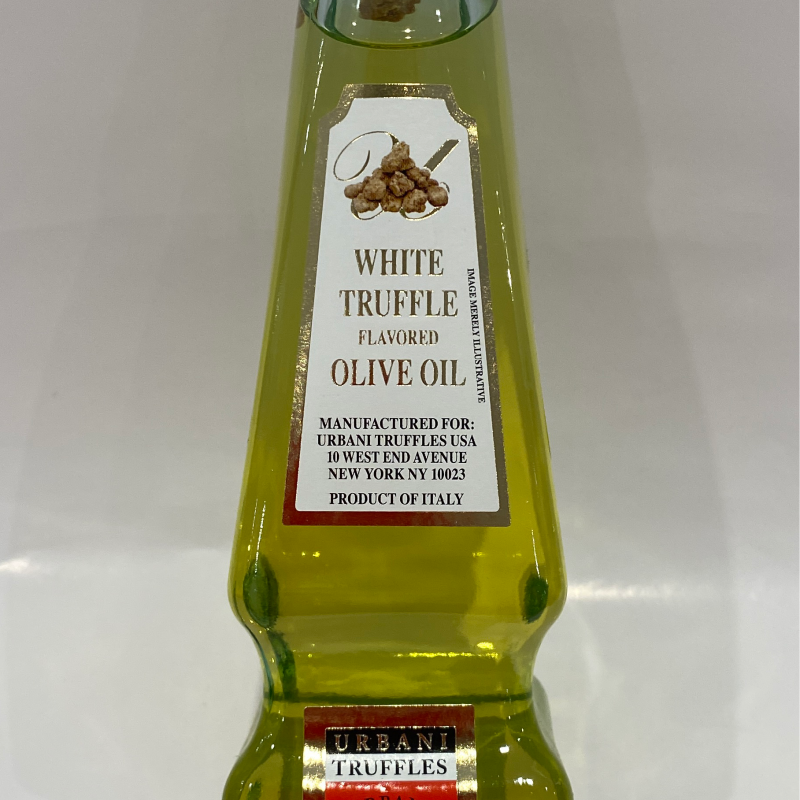 WHITE
TRUFFLE
FLAVORED
OLIVE OIL
IMAGE MERELY ILLUSTRATIVE
MANUFACTURED FOR:
URBANI TRUFFLES USA
10 WEST END AVENUE
NEW YORK NY 10023
PRODUCT OF ITALY
URBANI
TRUFFLES